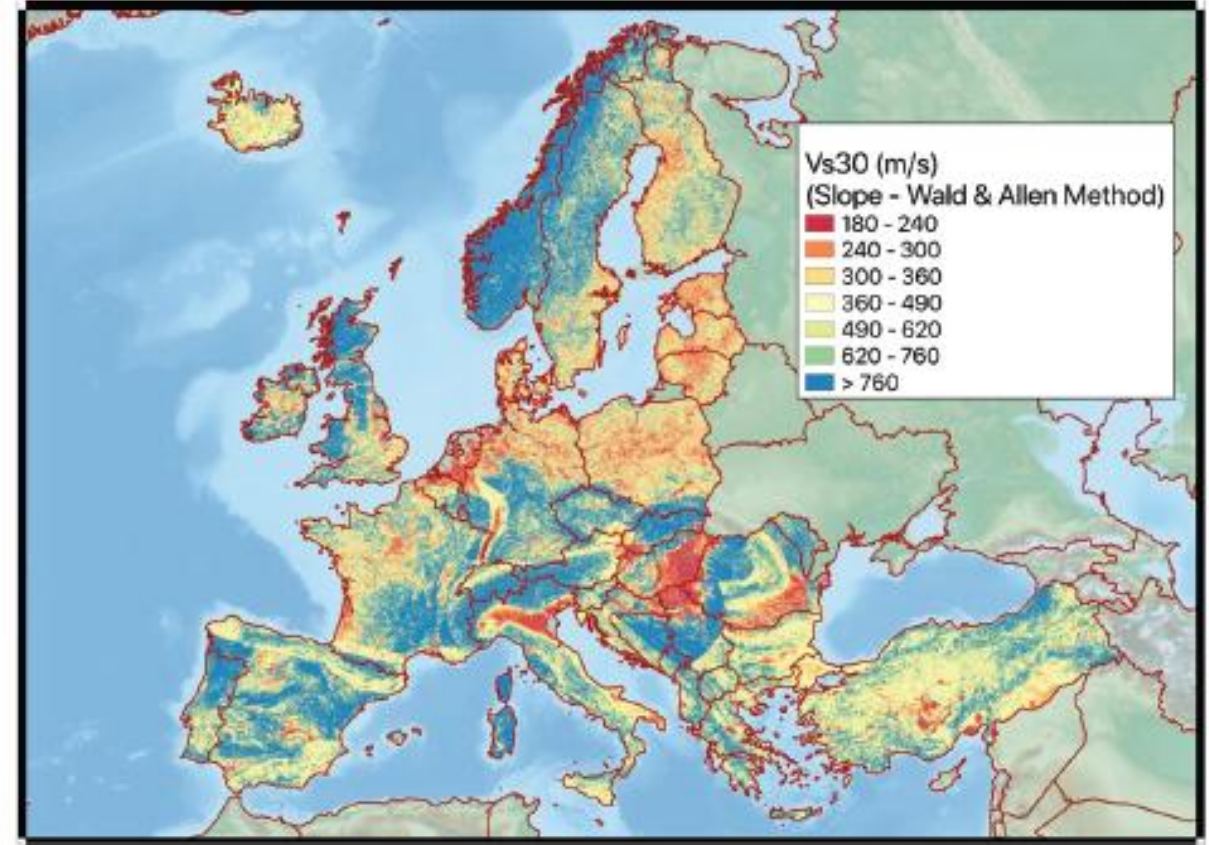 Vs30 (m/s)
(Slope - Wald & Allen Method)
180 - 240
240 - 300
300 - 360
360 - 490
490 - 620
620 - 760
> 760